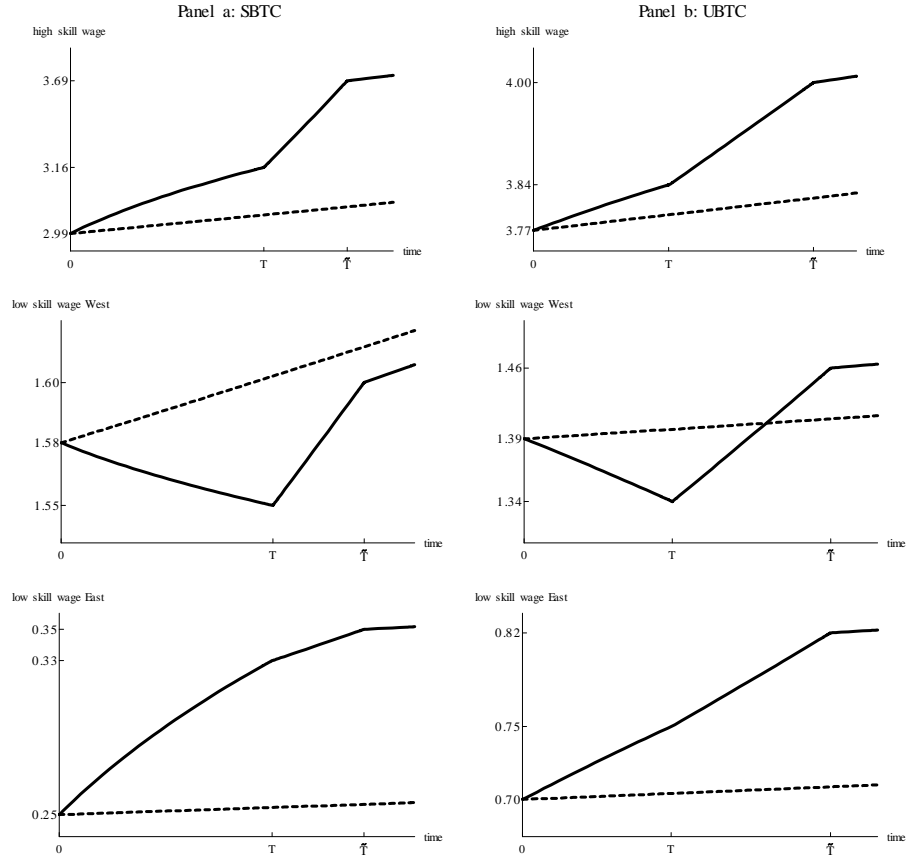 Panel a: SBTC
high skill wage
3.69
3.16
2.99
0
T
T̃
time
low skill wage West
1.60
1.58
1.55
0
T
T̃
time
low skill wage East
0.35
0.33
0.25
0
T
T̃
time
Panel b: UBTC
high skill wage
4.00
3.84
3.77
0
T
T̃
time
low skill wage West
1.46
1.39
1.34
0
T
T̃
time
low skill wage East
0.82
0.75
0.70
0
T
T̃
time